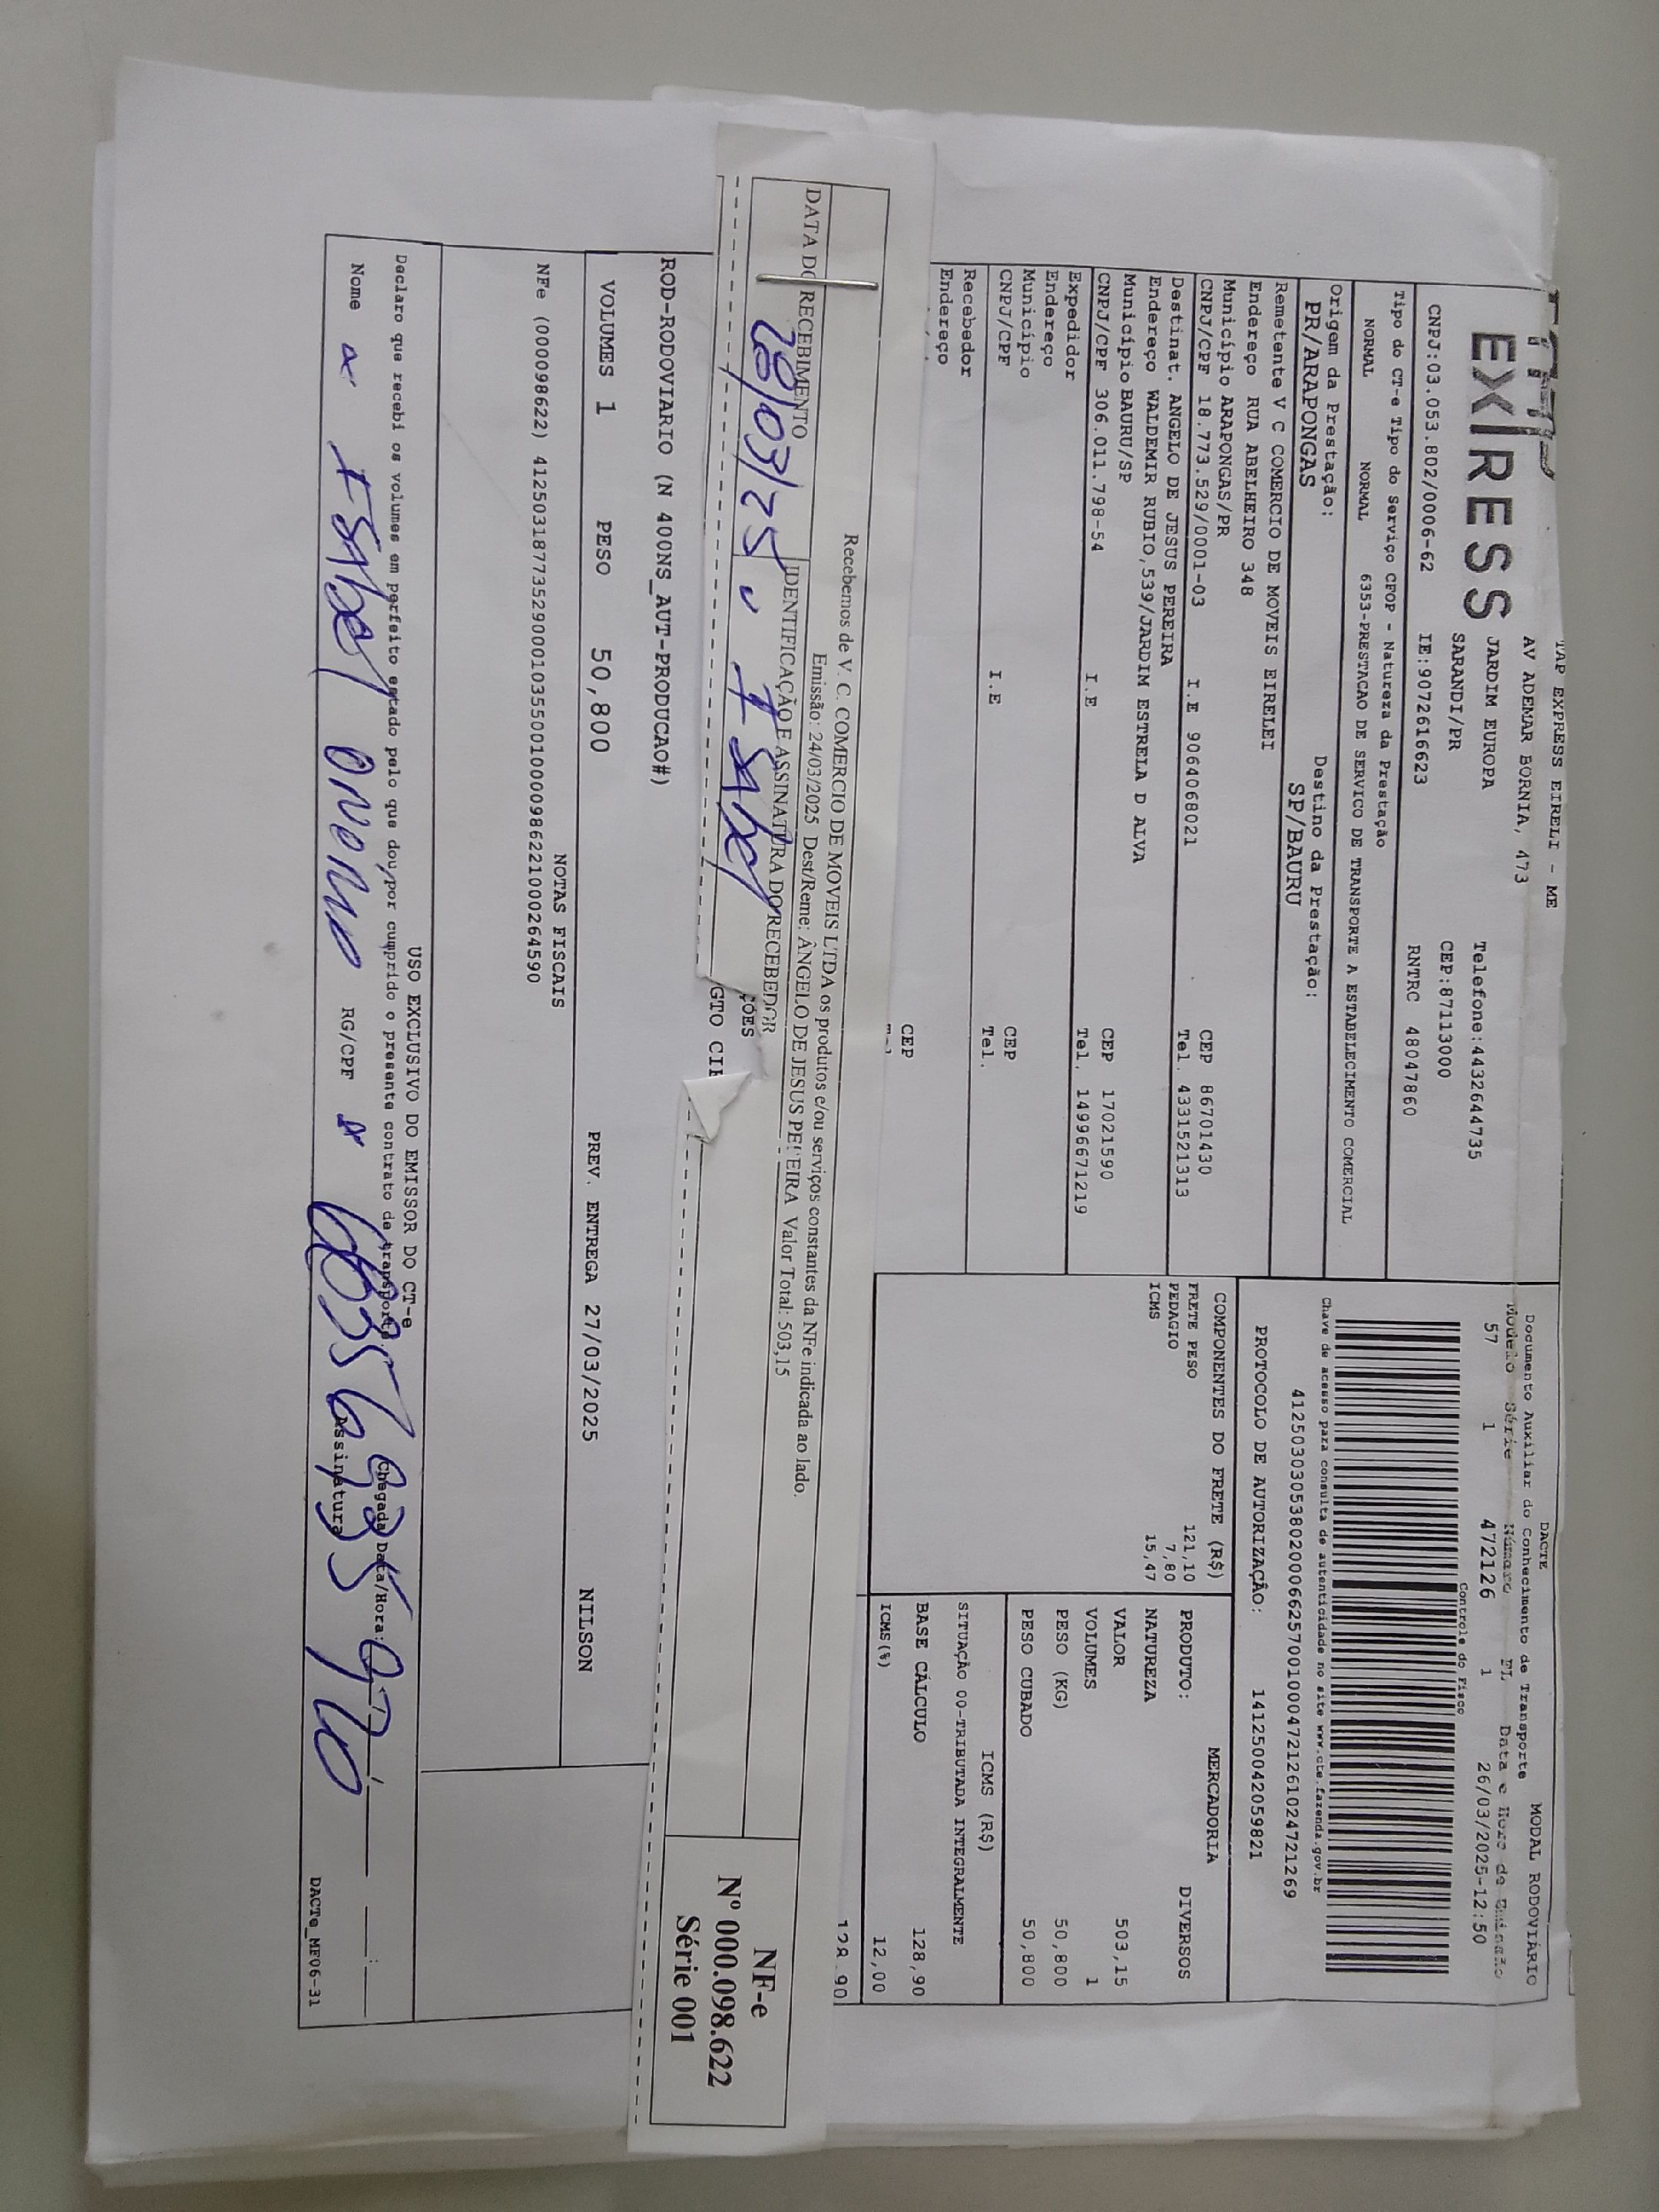 TAP EXPRESS EIRELI - ME
AV ADEMAR BORNIA, 473
EXPRESS
JARDIM EUROPA
Telefone:4432644735
SARANDI/PR
CEP:87113000
CNPJ:03.053.802/0006-62 IE:9072616623 RNTRC 48047860
Tipo do CT-e Tipo do Serviço CFOP - Natureza da Prestação
NORMAL NORMAL 6353-PRESTACAO DE SERVICO DE TRANSPORTE A ESTABELECIMENTO COMERCIAL
Origem da Prestação: Destino da Prestação:
PR/ARAPONGAS SP/BAURU
Remetente V C COMERCIO DE MOVEIS EIRELEI
Endereço RUA ABELHEIRO 348
Município ARAPONGAS/PR CEP 86701430
CNPJ/CPF 18.773.529/0001-03 I.E 9064068021 Tel. 433152131​3
Destinat. ANGELO DE JESUS PEREIRA
Endereço WALDEMIR RUBIO,539/JARDIM ESTRELA D ALVA
Município BAURU/SP CEP 17021590
CNPJ/CPF 306.011.798-54 I.E Tel. 14996671219
Expedidor
Endereço
Município CEP
CNPJ/CPF I.E Tel.
Recebedor
Endereço
CEP
DACTE MODAL RODOVIÁRIO
Documento Auxiliar do Conhecimento de Transporte
Modelo Série Número FL Data e Hora de Emissão
57 1 472126 1 26/03/2025-12:50
Controle do Fisco
Chave de acesso para consulta de autenticidade no site www.cte.fazenda.gov.br
41250303053802000662570010004721261024721269
PROTOCOLO DE AUTORIZAÇÃO: 141250042059821
COMPONENTES DO FRETE (R$)
FRETE PESO 121,10
PEDAGIO 7,80
ICMS 15,47
MERCADORIA
PRODUTO: DIVERSOS
NATUREZA
VALOR 503,15
VOLUMES 1
PESO (KG) 50,800
PESO CUBADO 50,800
ICMS (R$)
SITUAÇÃO 00-TRIBUTADA INTEGRALMENTE
BASE CÁLCULO 128,90
ICMS(%) 12,00
128,90
Recebemos de V. C. COMERCIO DE MOVEIS LTDA os produtos e/ou serviços constantes da NFe indicada ao lado.
Emissão: 24/03/2025 Dest/Reme: ÂNGELO DE JESUS PEREIRA Valor Total: 503,15
DATA DO RECEBIMENTO IDENTIFICAÇÃO E ASSINATURA DO RECEBEDOR
28/03/25 Isabel
NF-e
Nº 000.098.622
Série 001
ÇÕES
GTO CIF
ROD-RODOVIARIO (N 400NS_AUT-PRODUCAO#)
VOLUMES 1 PESO 50,800 PREV. ENTREGA 27/03/2025 NILSON
NOTAS FISCAIS
NFe (000098622) 41250318773529000103550010000986221000264590
USO EXCLUSIVO DO EMISSOR DO CT-e
Declaro que recebi os volumes em perfeito estado pelo que dou por cumprido o presente contrato de transporte
Chegada Data/Hora:
Nome Isabel RG/CPF Assinatura
DACTe_MF06-31